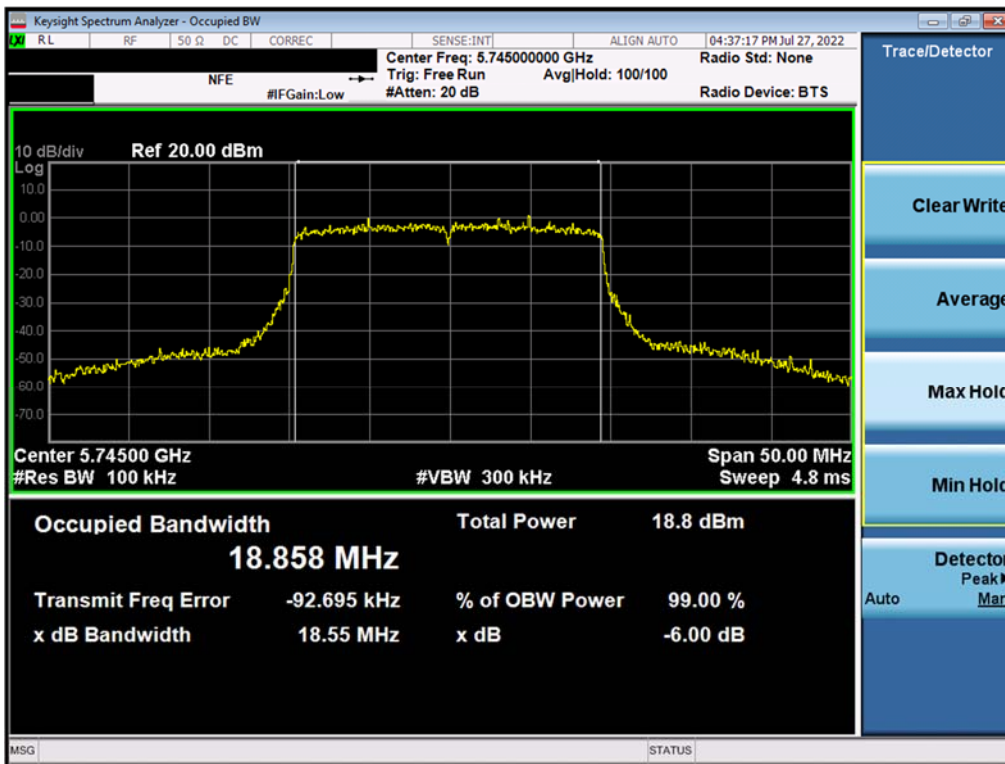 Keysight Spectrum Analyzer - Occupied BW
LXI RL RF 50 Ω DC CORREC SENSE:INT ALIGN AUTO 04:37:17 PM Jul 27, 2022
Center Freq: 5.745000000 GHz Radio Std: None
NFE Trig: Free Run Avg|Hold: 100/100
#IFGain:Low #Atten: 20 dB Radio Device: BTS
10 dB/div Ref 20.00 dBm
Log
10.0
0.00
-10.0
-20.0
-30.0
-40.0
-50.0
-60.0
-70.0
Center 5.74500 GHz Span 50.00 MHz
#Res BW 100 kHz #VBW 300 kHz Sweep 4.8 ms
Occupied Bandwidth Total Power 18.8 dBm
18.858 MHz
Transmit Freq Error -92.695 kHz % of OBW Power 99.00 %
x dB Bandwidth 18.55 MHz x dB -6.00 dB
MSG STATUS
Trace/Detector
Clear Write
Average
Max Hold
Min Hold
Detector
Peak
Auto Man